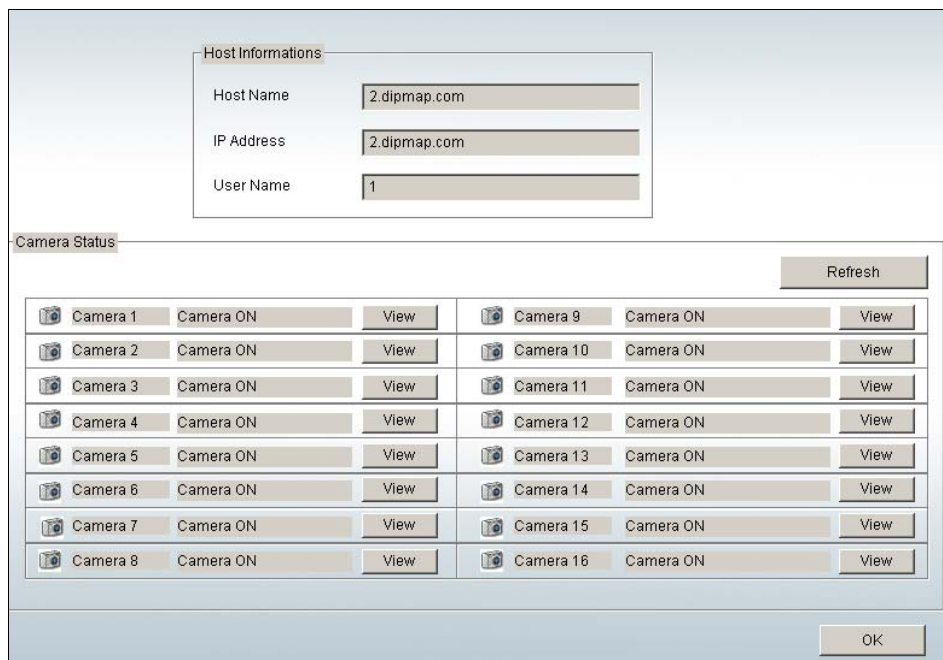 Host Informations
Host Name 2.dipmap.com
IP Address 2.dipmap.com
User Name 1
Camera Status
Refresh
Camera 1 Camera ON View Camera 9 Camera ON View
Camera 2 Camera ON View Camera 10 Camera ON View
Camera 3 Camera ON View Camera 11 Camera ON View
Camera 4 Camera ON View Camera 12 Camera ON View
Camera 5 Camera ON View Camera 13 Camera ON View
Camera 6 Camera ON View Camera 14 Camera ON View
Camera 7 Camera ON View Camera 15 Camera ON View
Camera 8 Camera ON View Camera 16 Camera ON View
OK